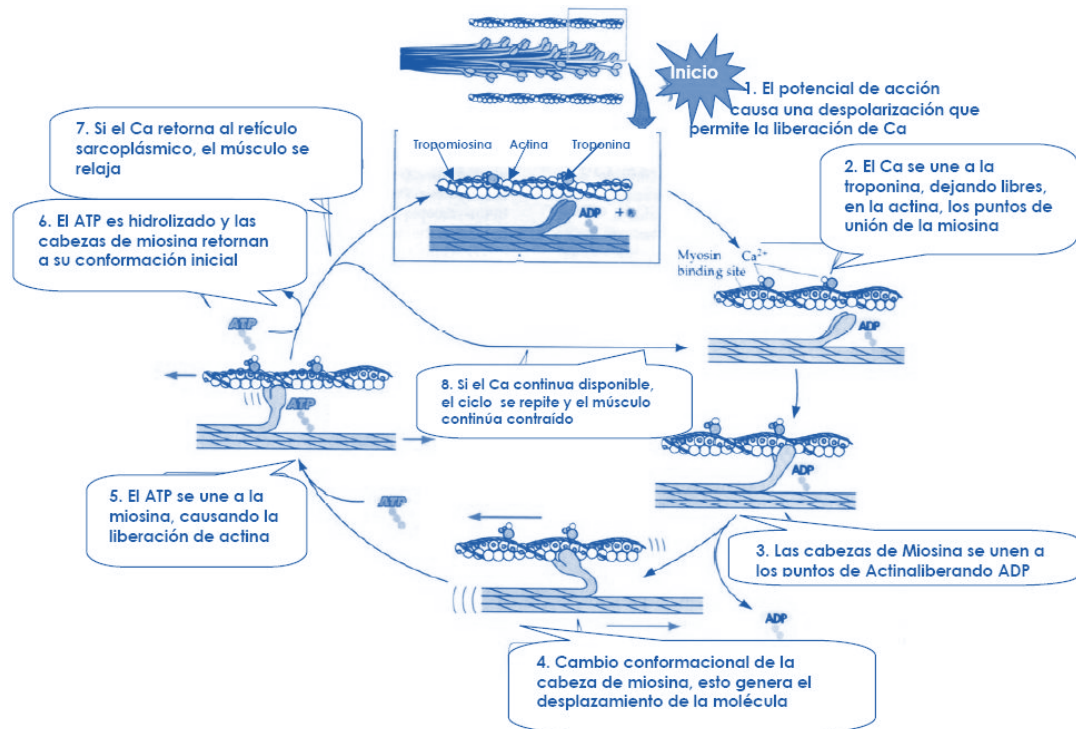 Inicio
1. El potencial de acción
causa una despolarización que
permite la liberación de Ca
7. Si el Ca retorna al retículo
sarcoplásmico, el músculo se
relaja
Tropomiosina
Actina
Troponina
ADP
+
2. El Ca se une a la
troponina, dejando libres,
en la actina, los puntos de
unión de la miosina
6. El ATP es hidrolizado y las
cabezas de miosina retornan
a su conformación inicial
Myosin
binding site
Ca2+
ADP
ATP
ATP
8. Si el Ca continua disponible,
el ciclo se repite y el músculo
continúa contraído
ADP
5. El ATP se une a la
miosina, causando la
liberación de actina
ATP
3. Las cabezas de Miosina se unen a
los puntos de Actinaliberando ADP
ADP
4. Cambio conformacional de la
cabeza de miosina, esto genera el
desplazamiento de la molécula